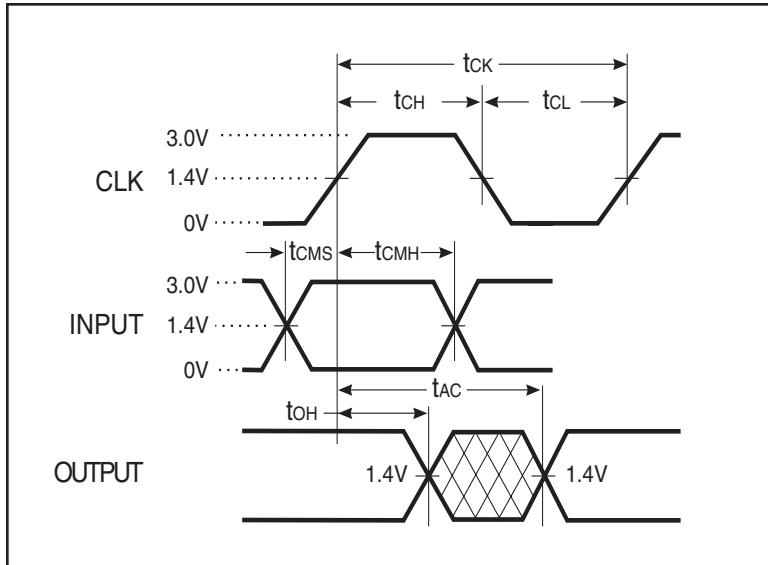 tCK
tCH tCL
3.0V
CLK 1.4V
0V
tCMS tCMH
3.0V
INPUT 1.4V
0V
tAC
tOH
OUTPUT 1.4V 1.4V